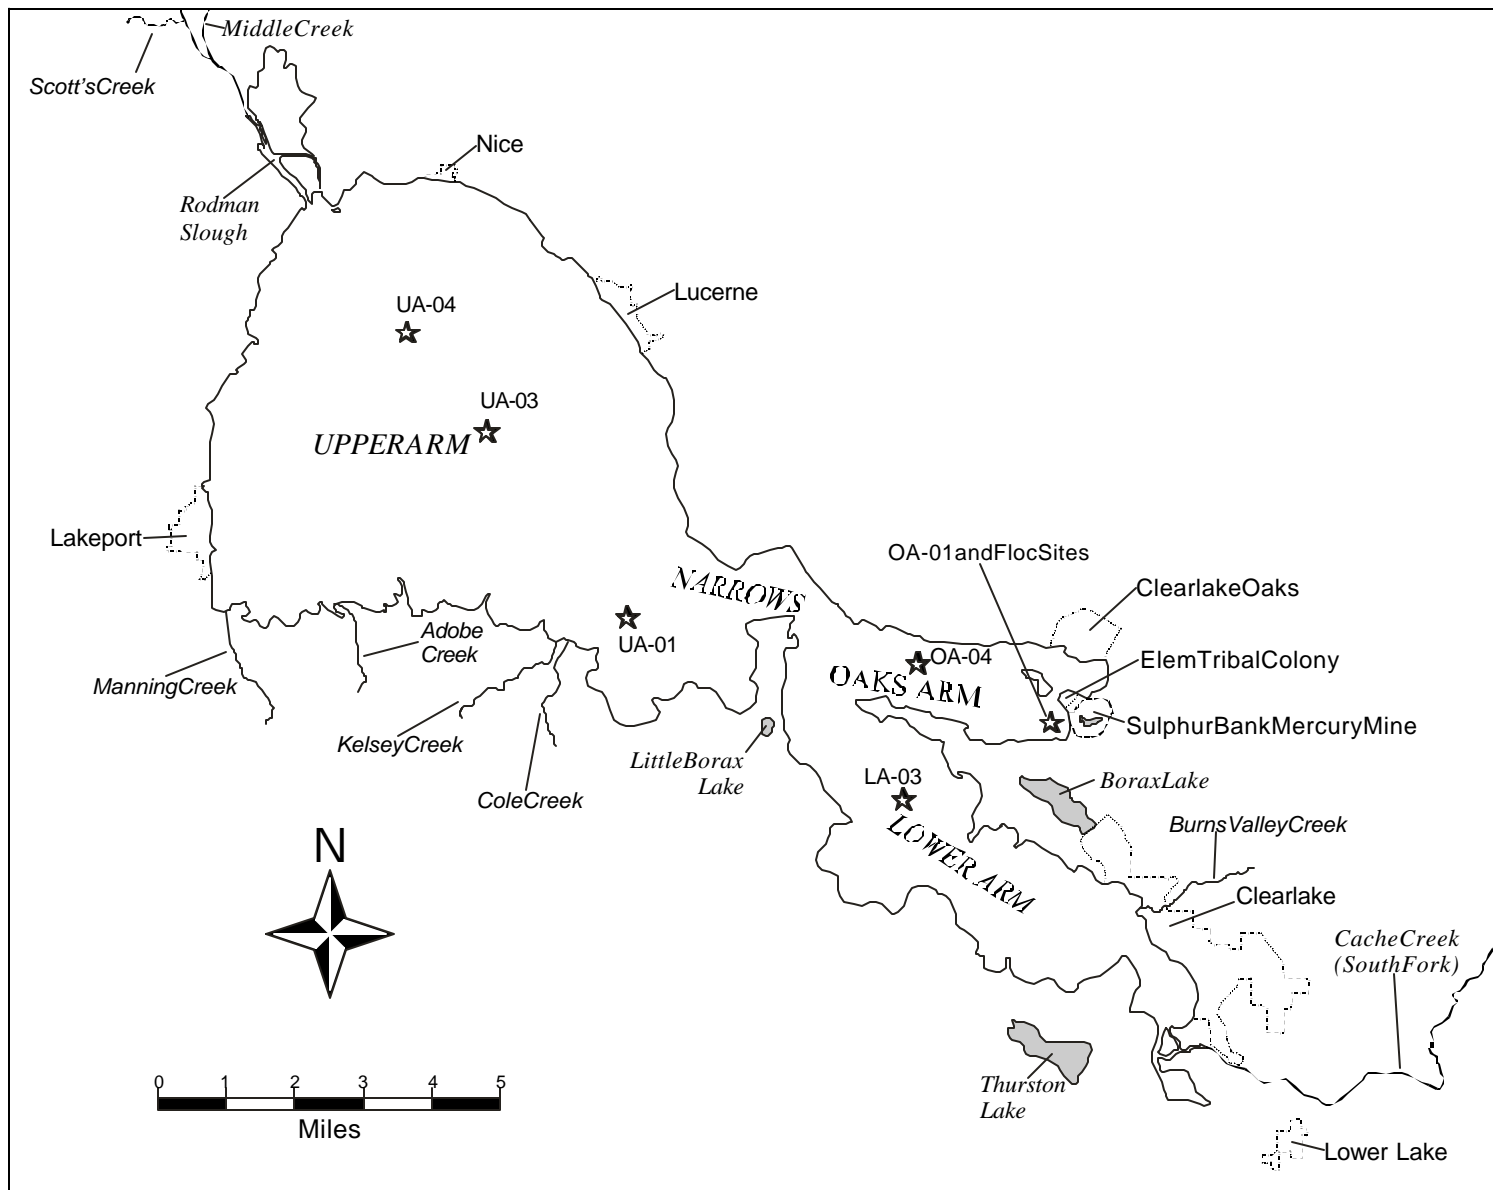 MiddleCreek
Scott'sCreek
Nice
Rodman
Slough
Lucerne
UA-04
UA-03
UPPERARM
Lakeport
OA-01andFlocSites
NARROWS
ClearlakeOaks
UA-01
Adobe
Creek
OA-04
ElemTribalColony
ManningCreek
OAKS ARM
SulphurBankMercuryMine
KelseyCreek
LittleBorax
Lake
LA-03
BoraxLake
ColeCreek
BurnsValleyCreek
LOWER ARM
N
Clearlake
CacheCreek
(SouthFork)
0 1 2 3 4 5
Miles
Thurston
Lake
Lower Lake